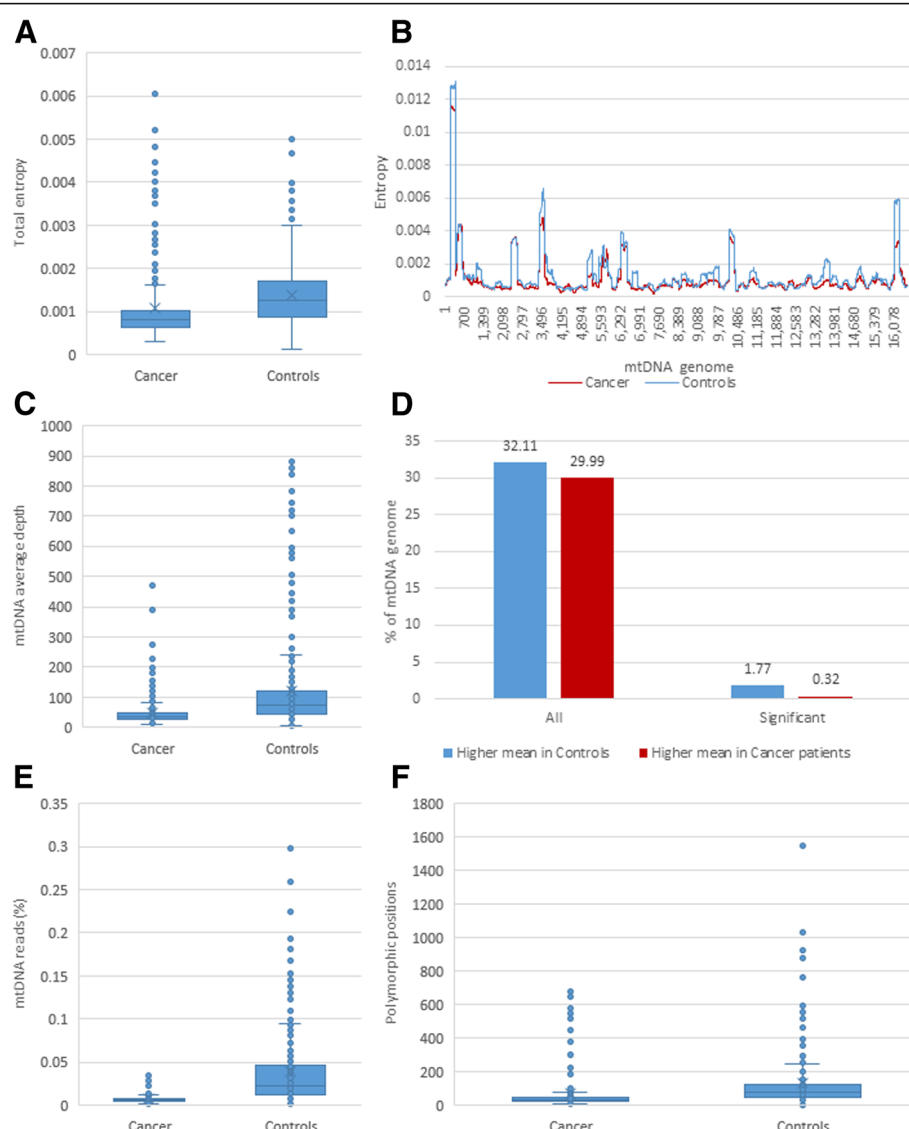 A
0.007
0.006
0.005
0.004
0.003
0.002
0.001
0
Total entropy
Cancer Controls
B
0.014
0.012
0.01
0.008
0.006
0.004
0.002
0
Entropy
1 700 1,399 2,098 2,797 3,496 4,195 4,894 5,593 6,292 6,991 7,690 8,389 9,088 9,787 10,486 11,185 11,884 12,583 13,282 13,981 14,680 15,379 16,078
mtDNA genome
Cancer Controls
C
1000
900
800
700
600
500
400
300
200
100
0
mtDNA average depth
Cancer Controls
D
35
30
25
20
15
10
5
0
% of mtDNA genome
32.11
29.99
1.77
0.32
All Significant
Higher mean in Controls Higher mean in Cancer patients
E
0.35
0.3
0.25
0.2
0.15
0.1
0.05
0
mtDNA reads (%)
Cancer Controls
F
1800
1600
1400
1200
1000
800
600
400
200
0
Polymorphic positions
Cancer Controls